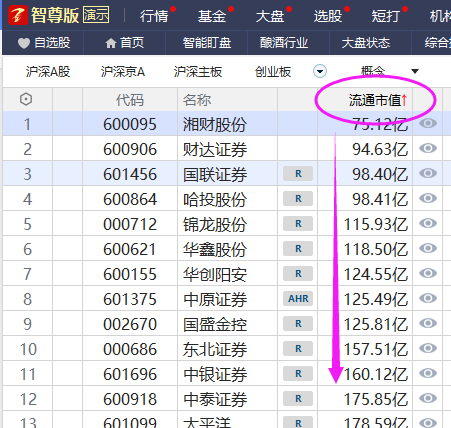 智尊版 演示 行情 基金 大盘 选股 短打 机构
自选股 首页 智能盯盘 酿酒行业 大盘状态 综合
沪深A股 沪深京A 沪深主板 创业板 概念
代码 名称 流通市值↑
1 600095 湘财股份 75.12亿
2 600906 财达证券 94.63亿
3 601456 国联证券 R 98.40亿
4 600864 哈投股份 R 98.41亿
5 000712 锦龙股份 R 115.93亿
6 600621 华鑫股份 R 118.50亿
7 600155 华创阳安 R 124.55亿
8 601375 中原证券 AHR 125.49亿
9 002670 国盛金控 R 125.81亿
10 000686 东北证券 R 157.51亿
11 601696 中银证券 R 160.12亿
12 600918 中泰证券 R 175.85亿
13 601099 太平洋 R 178.59亿